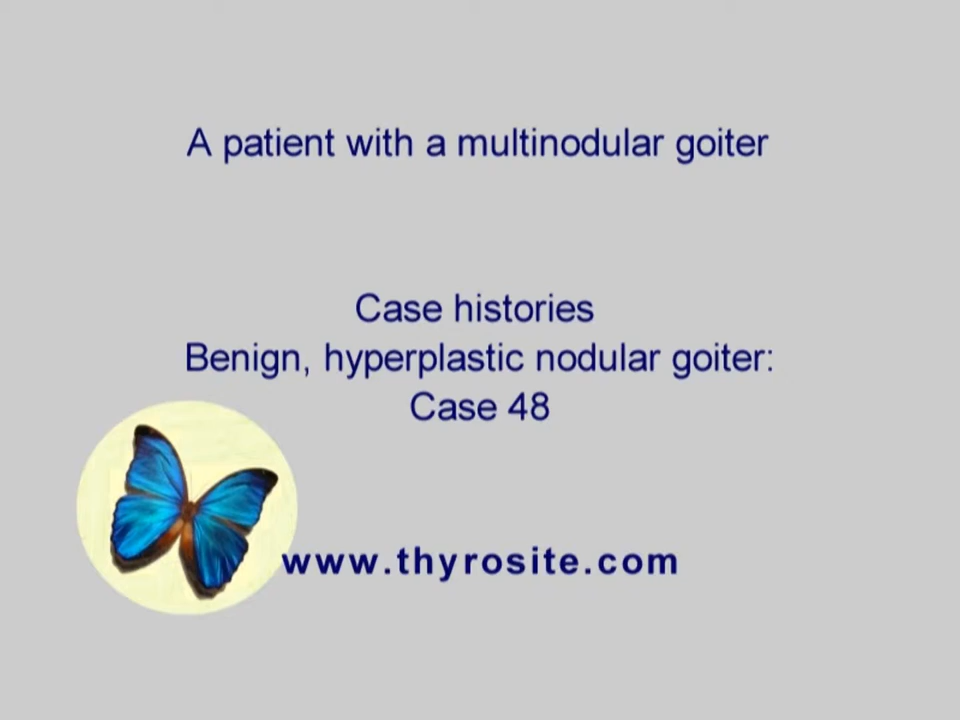 A patient with a multinodular goiter
Case histories
Benign, hyperplastic nodular goiter:
Case 48
www.thyrosite.com